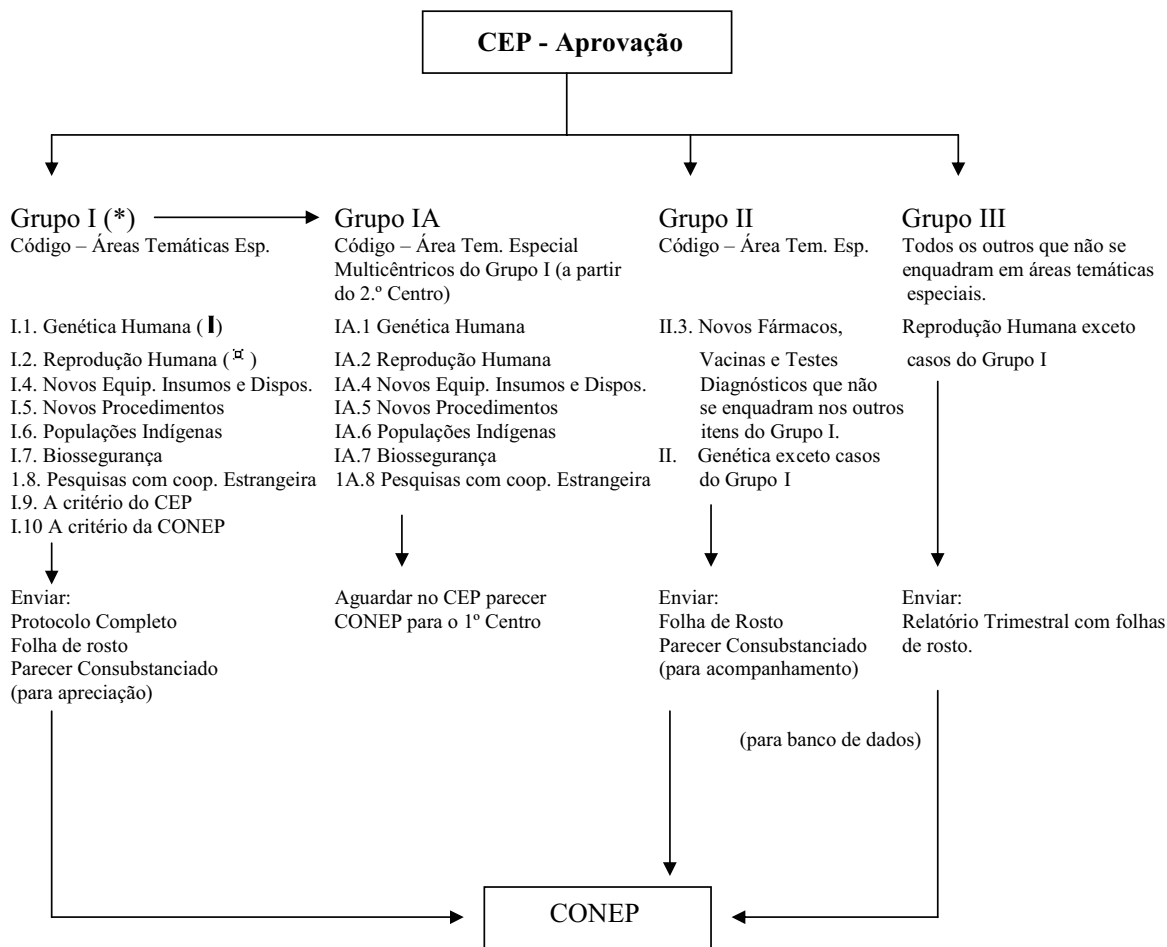 CEP - Aprovação
Grupo I (*)
Código – Áreas Temáticas Esp.
I.1. Genética Humana (▌)
I.2. Reprodução Humana (¤)
I.4. Novos Equip. Insumos e Dispos.
I.5. Novos Procedimentos
I.6. Populações Indígenas
I.7. Biossegurança
1.8. Pesquisas com coop. Estrangeira
I.9. A critério do CEP
I.10 A critério da CONEP
Enviar:
Protocolo Completo
Folha de rosto
Parecer Consubstanciado
(para apreciação)
Grupo IA
Código – Área Tem. Especial
Multicêntricos do Grupo I (a partir
do 2.º Centro)
IA.1 Genética Humana
IA.2 Reprodução Humana
IA.4 Novos Equip. Insumos e Dispos.
IA.5 Novos Procedimentos
IA.6 Populações Indígenas
IA.7 Biossegurança
1A.8 Pesquisas com coop. Estrangeira
Aguardar no CEP parecer
CONEP para o 1º Centro
Grupo II
Código – Área Tem. Esp.
II.3. Novos Fármacos,
Vacinas e Testes
Diagnósticos que não
se enquadram nos outros
itens do Grupo I.
II. Genética exceto casos
do Grupo I
Enviar:
Folha de Rosto
Parecer Consubstanciado
(para acompanhamento)
Grupo III
Todos os outros que não se
enquadram em áreas temáticas
especiais.
Reprodução Humana exceto
casos do Grupo I
Enviar:
Relatório Trimestral com folhas
de rosto.
(para banco de dados)
CONEP